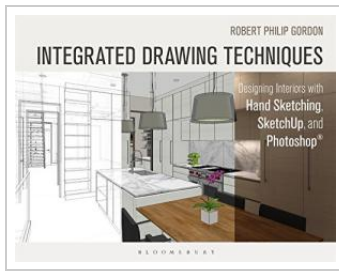 ROBERT PHILIP GORDON
INTEGRATED DRAWING TECHNIQUES
Designing Interiors with
Hand Sketching,
SketchUp, and
Photoshop®
BLOOMSBURY